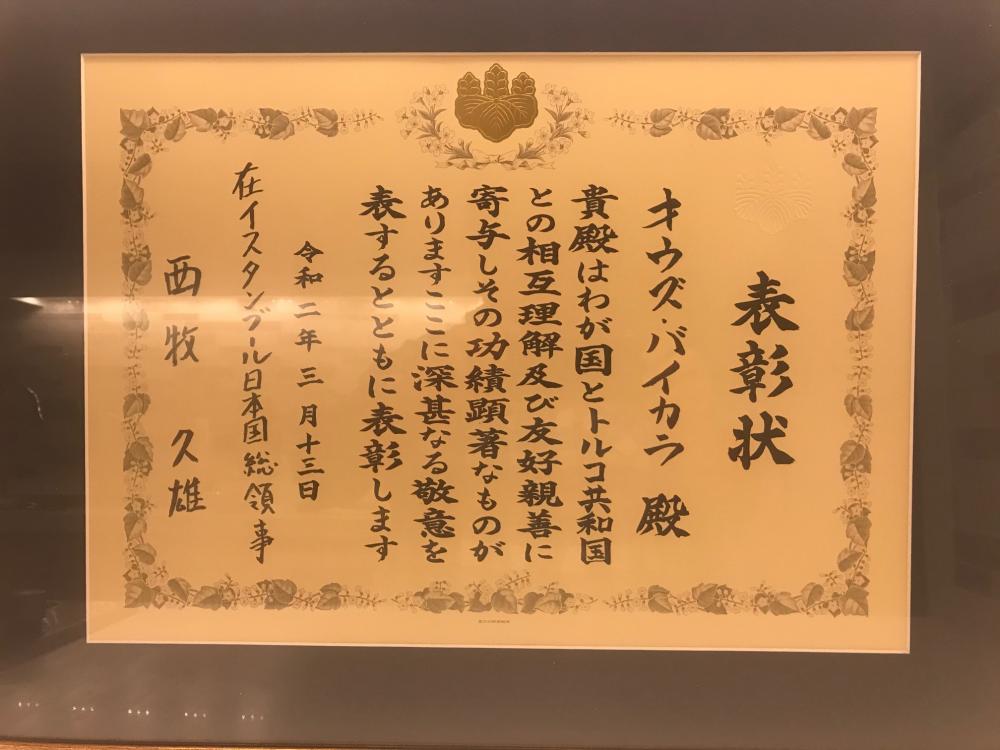 表彰状
オウズ・バイカラ 殿
貴殿はわが国とトルコ共和国
との相互理解及び友好親善に
寄与しその功績顕著なものが
ありますここに深甚なる敬意を
表するとともに表彰します
令和二年三月十三日
在イスタンブール日本国総領事
西牧 久雄